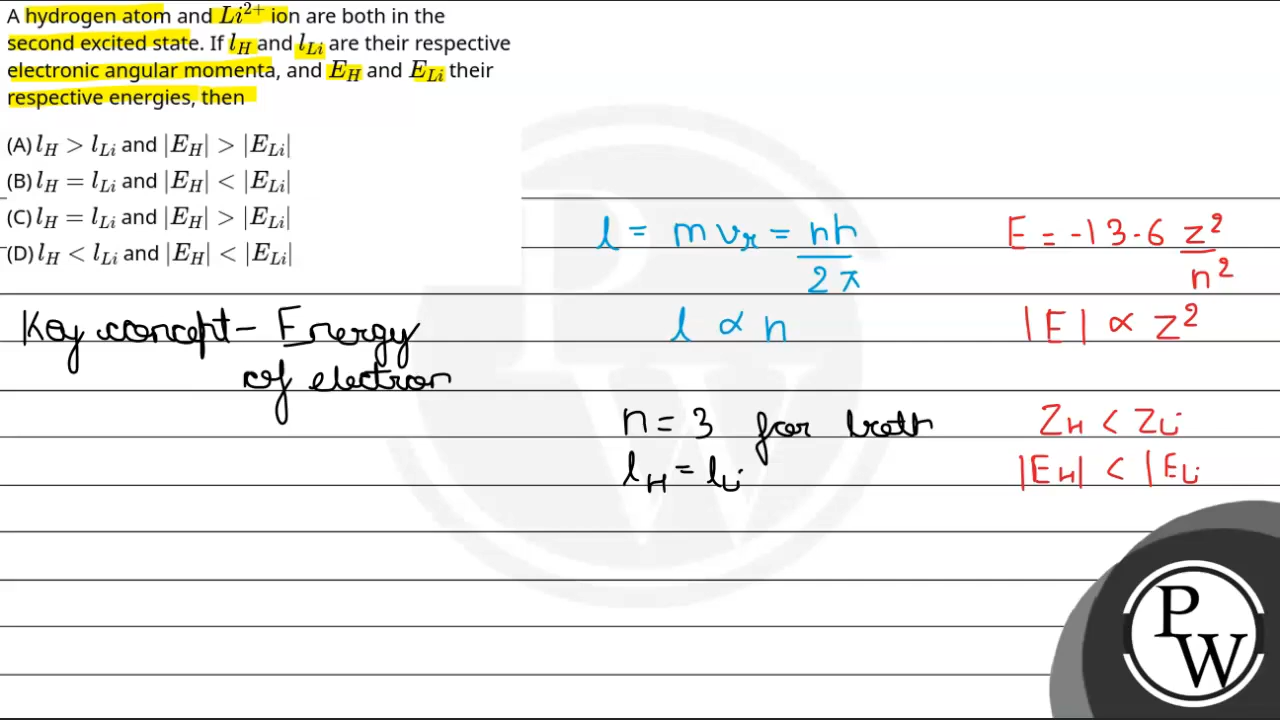 A hydrogen atom and Li²⁺ ion are both in the
second excited state. If l_H and l_Li are their respective
electronic angular momenta, and E_H and E_Li their
respective energies, then
(A) l_H > l_Li and |E_H| > |E_Li|
(B) l_H = l_Li and |E_H| < |E_Li|
(C) l_H = l_Li and |E_H| > |E_Li|
(D) l_H < l_Li and |E_H| < |E_Li|
Key concept - Energy
of electron
l = mvr = nh/2π
l ∝ n
n = 3 for both
l_H = l_Li
E = -13.6 z²/n²
|E| ∝ z²
Z_H < Z_Li
|E_H| < |E_Li
P
W
P
W